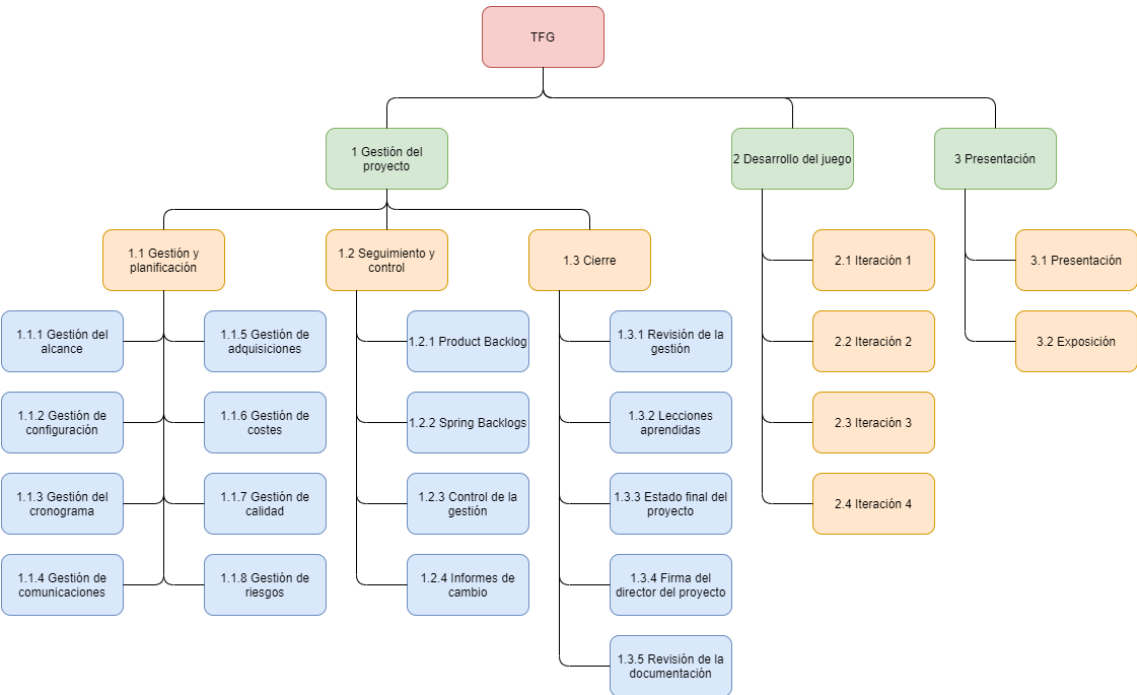 TFG
1 Gestión del
proyecto
2 Desarrollo del juego
3 Presentación
1.1 Gestión y
planificación
1.2 Seguimiento y
control
1.3 Cierre
2.1 Iteración 1
3.1 Presentación
1.1.1 Gestión del
alcance
1.1.5 Gestión de
adquisiciones
1.2.1 Product Backlog
1.3.1 Revisión de la
gestión
2.2 Iteración 2
3.2 Exposición
1.1.2 Gestión de
configuración
1.1.6 Gestión de
costes
1.2.2 Spring Backlogs
1.3.2 Lecciones
aprendidas
2.3 Iteración 3
1.1.3 Gestión del
cronograma
1.1.7 Gestión de
calidad
1.2.3 Control de la
gestión
1.3.3 Estado final del
proyecto
2.4 Iteración 4
1.1.4 Gestión de
comunicaciones
1.1.8 Gestión de
riesgos
1.2.4 Informes de
cambio
1.3.4 Firma del
director del proyecto
1.3.5 Revisión de la
documentación